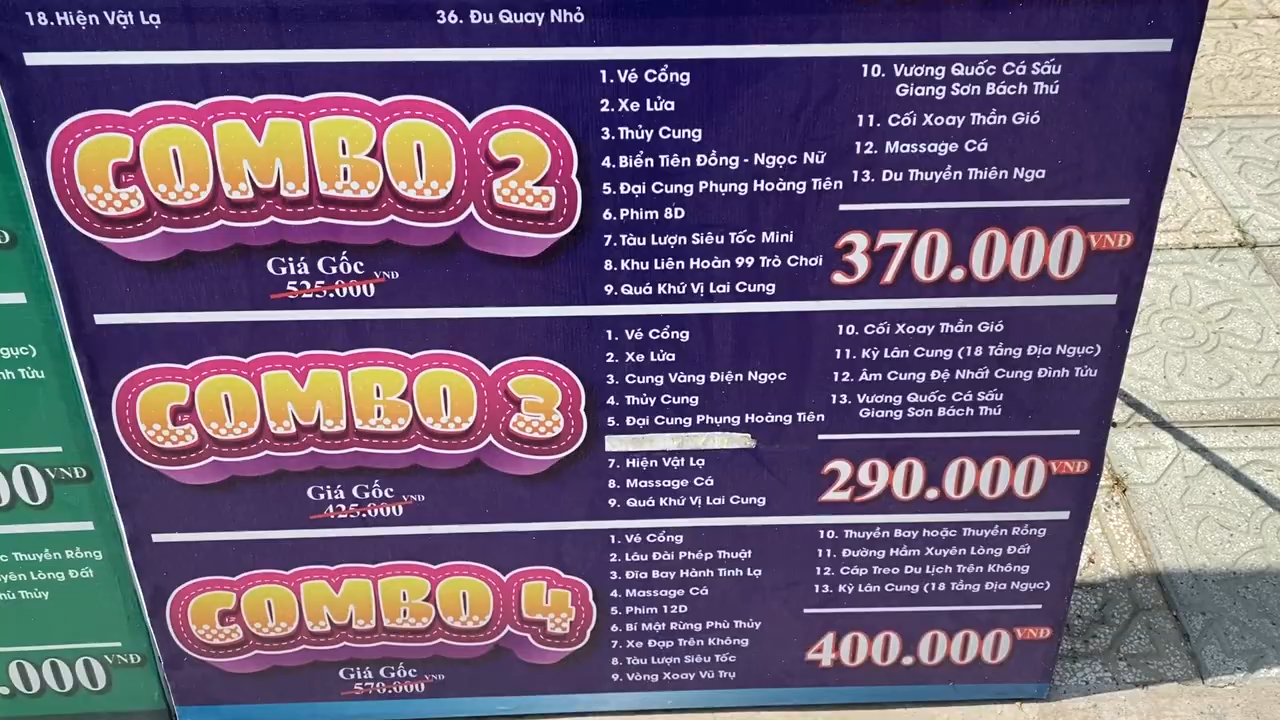 18.Hiện Vật Lạ
36. Đu Quay Nhỏ
COMBO 2
Giá Gốc
525.000 VND
1. Vé Cổng
2. Xe Lửa
3. Thủy Cung
4. Biển Tiên Đồng - Ngọc Nữ
5. Đại Cung Phụng Hoàng Tiên
6. Phim 8D
7. Tàu Lượn Siêu Tốc Mini
8. Khu Liên Hoàn 99 Trò Chơi
9. Quá Khứ Vị Lai Cung
10. Vương Quốc Cá Sấu
Giang Sơn Bách Thú
11. Cối Xoay Thần Gió
12. Massage Cá
13. Du Thuyền Thiên Nga
370.000 VND
COMBO 3
Giá Gốc
425.000 VND
1. Vé Cổng
2. Xe Lửa
3. Cung Vàng Điện Ngọc
4. Thủy Cung
5. Đại Cung Phụng Hoàng Tiên
7. Hiện Vật Lạ
8. Massage Cá
9. Quá Khứ Vị Lai Cung
10. Cối Xoay Thần Gió
11. Kỳ Lân Cung (18 Tầng Địa Ngục)
12. Âm Cung Đệ Nhất Cung Đình Tửu
13. Vương Quốc Cá Sấu
Giang Sơn Bách Thú
290.000 VND
COMBO 4
Giá Gốc
570.000 VND
1. Vé Cổng
2. Lâu Đài Phép Thuật
3. Đĩa Bay Hành Tinh Lạ
4. Massage Cá
5. Phim 12D
6. Bí Mật Rừng Phù Thủy
7. Xe Đạp Trên Không
8. Tàu Lượn Siêu Tốc
9. Vòng Xoay Vũ Trụ
10. Thuyền Bay hoặc Thuyền Rồng
11. Đường Hầm Xuyên Lòng Đất
12. Cáp Treo Du Lịch Trên Không
13. Kỳ Lân Cung (18 Tầng Địa Ngục)
400.000 VND
gục)
nh Tửu
00 VND
c Thuyền Rồng
yên Lòng Đất
hù Thủy
.000 VND